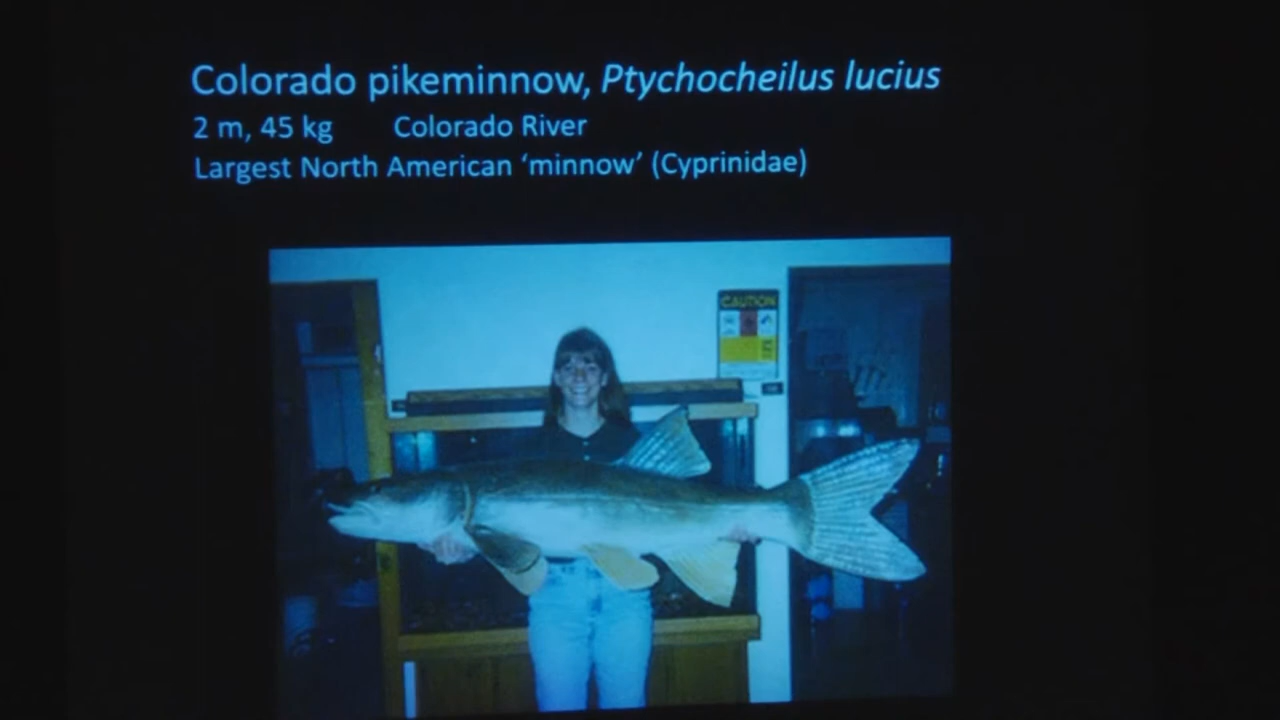 Colorado pikeminnow, Ptychocheilus lucius
2 m, 45 kg Colorado River
Largest North American ‘minnow’ (Cyprinidae)
CAUTION